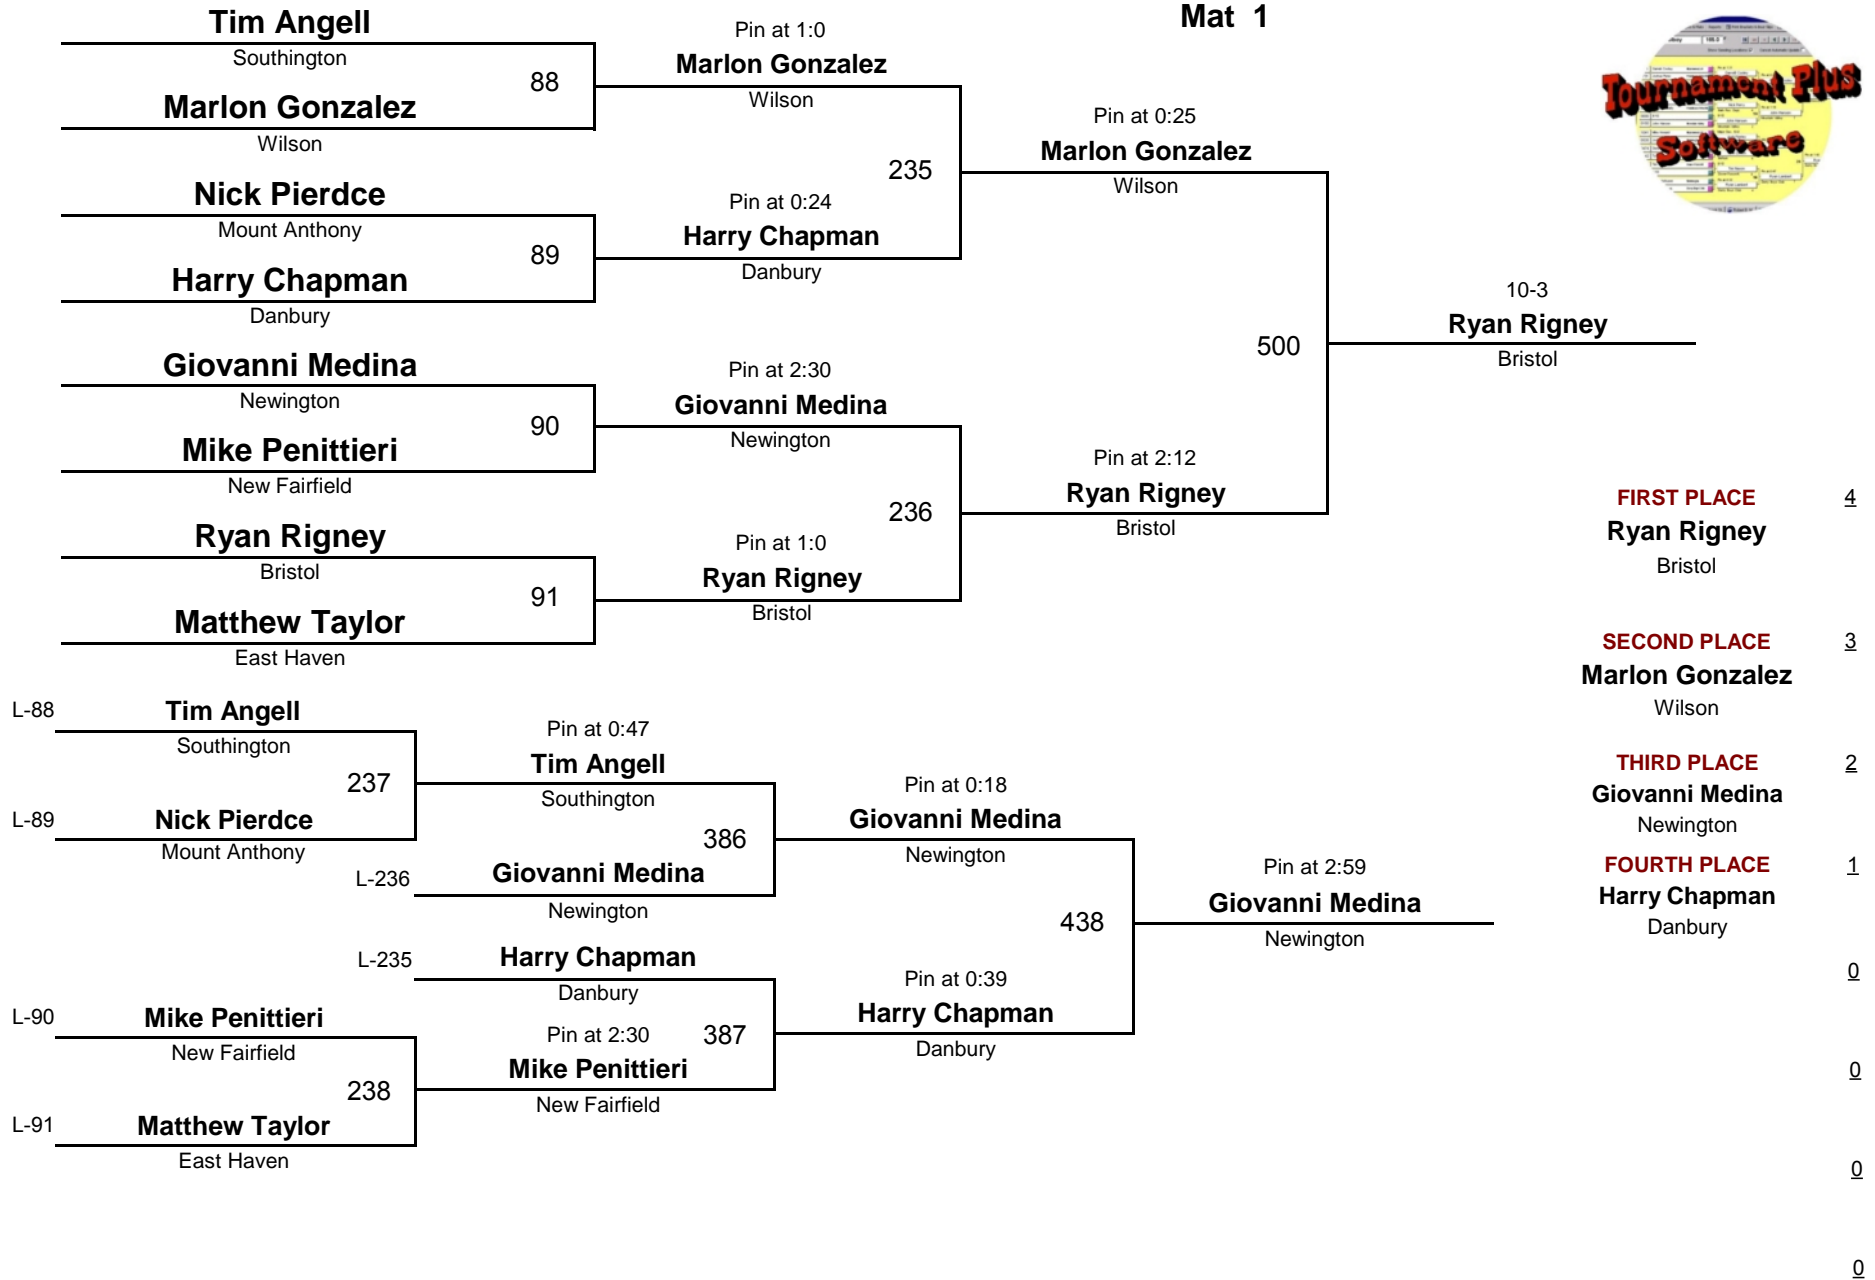 Mat 1
Tournament Plus
Software
Tim Angell
Southington
88
Marlon Gonzalez
Wilson
Pin at 1:0
Marlon Gonzalez
Wilson
235
Nick Pierdce
Mount Anthony
89
Harry Chapman
Danbury
Pin at 0:24
Harry Chapman
Danbury
Pin at 0:25
Marlon Gonzalez
Wilson
500
Giovanni Medina
Newington
90
Mike Penittieri
New Fairfield
Pin at 2:30
Giovanni Medina
Newington
236
Ryan Rigney
Bristol
91
Matthew Taylor
East Haven
Pin at 1:0
Ryan Rigney
Bristol
Pin at 2:12
Ryan Rigney
Bristol
10-3
Ryan Rigney
Bristol
FIRST PLACE 4
Ryan Rigney
Bristol
SECOND PLACE 3
Marlon Gonzalez
Wilson
THIRD PLACE 2
Giovanni Medina
Newington
FOURTH PLACE 1
Harry Chapman
Danbury
0
0
0
0
L-88 Tim Angell
Southington
237
L-89 Nick Pierdce
Mount Anthony
Pin at 0:47
Tim Angell
Southington
386
L-236 Giovanni Medina
Newington
Pin at 0:18
Giovanni Medina
Newington
438
L-235 Harry Chapman
Danbury
387
L-90 Mike Penittieri
New Fairfield
238
L-91 Matthew Taylor
East Haven
Pin at 2:30
Mike Penittieri
New Fairfield
Pin at 0:39
Harry Chapman
Danbury
Pin at 2:59
Giovanni Medina
Newington